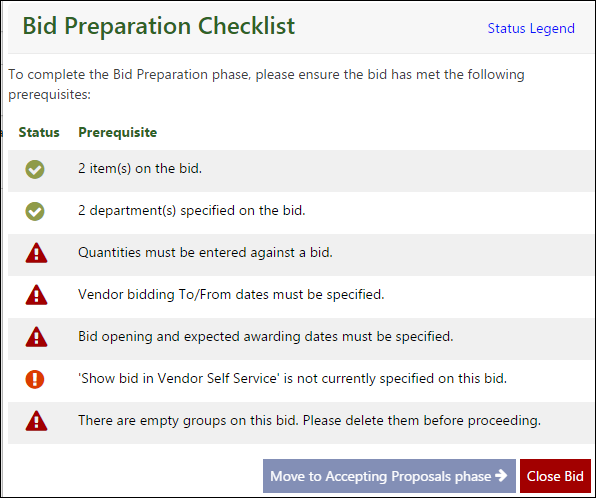 Bid Preparation Checklist
Status Legend
To complete the Bid Preparation phase, please ensure the bid has met the following
prerequisites:
Status Prerequisite
2 item(s) on the bid.
2 department(s) specified on the bid.
Quantities must be entered against a bid.
Vendor bidding To/From dates must be specified.
Bid opening and expected awarding dates must be specified.
'Show bid in Vendor Self Service' is not currently specified on this bid.
There are empty groups on this bid. Please delete them before proceeding.
Move to Accepting Proposals phase
Close Bid